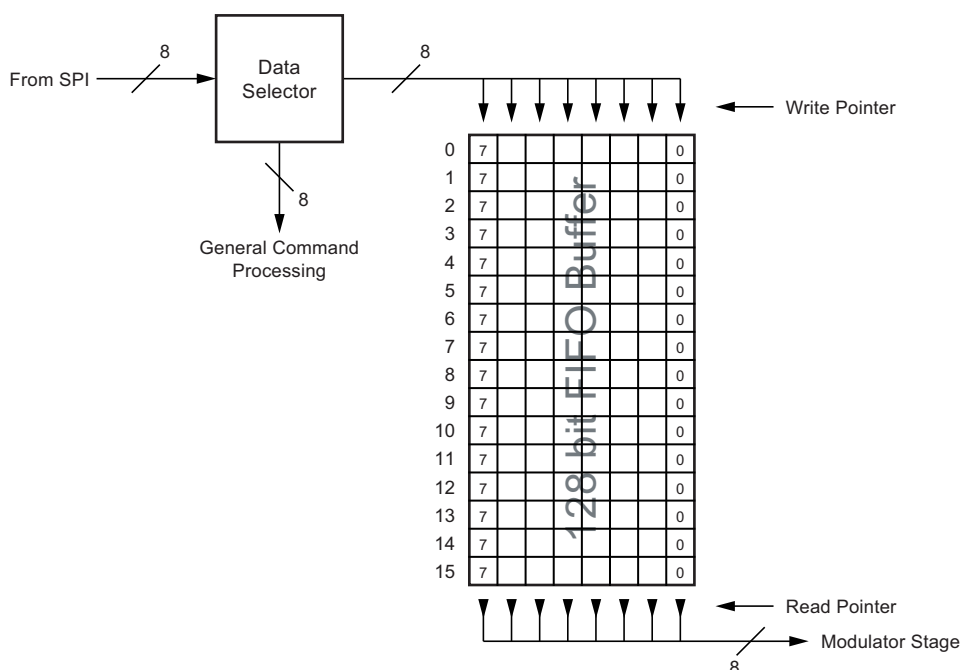 8
8
From SPI
Data
Selector
Write Pointer
8
General Command
Processing
0 7 0
1 7 0
2 7 0
3 7 0
4 7 0
5 7 0
6 7 0
7 7 0
8 7 0
9 7 0
10 7 0
11 7 0
12 7 0
13 7 0
14 7 0
15 7 0
128 bit FIFO Buffer
Read Pointer
Modulator Stage
8